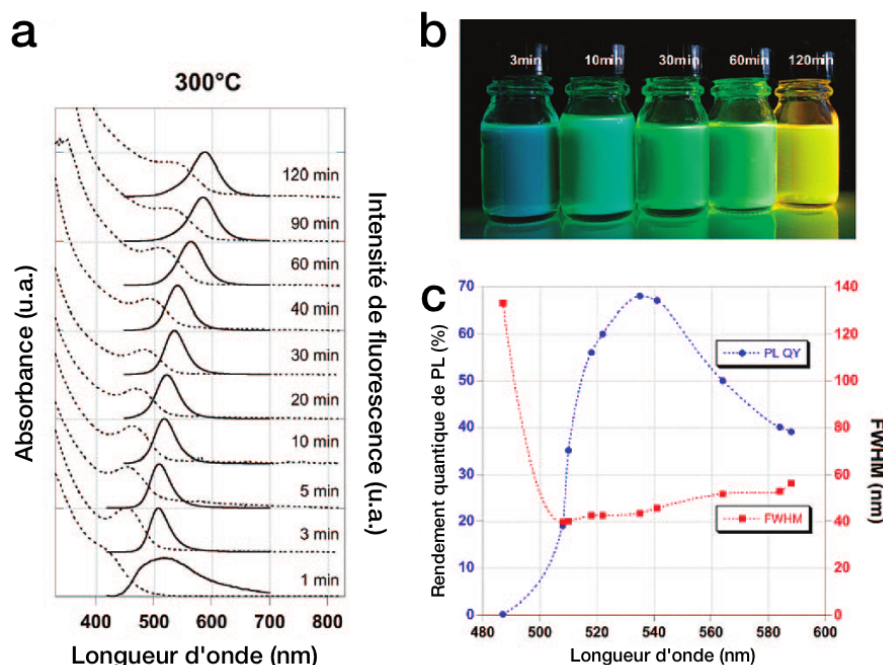 a
300°C
Absorbance (u.a.)
Intensité de fluorescence (u.a.)
120 min
90 min
60 min
40 min
30 min
20 min
10 min
5 min
3 min
1 min
400 500 600 700 800
Longueur d'onde (nm)
b
3min 10min 30min 60min 120min
c
Rendement quantique de PL (%)
70
60
50
40
30
20
10
0
PL QY
FWHM
140
120
100
80
60
40
20
0
FWHM (nm)
480 500 520 540 560 580 600
Longueur d'onde (nm)